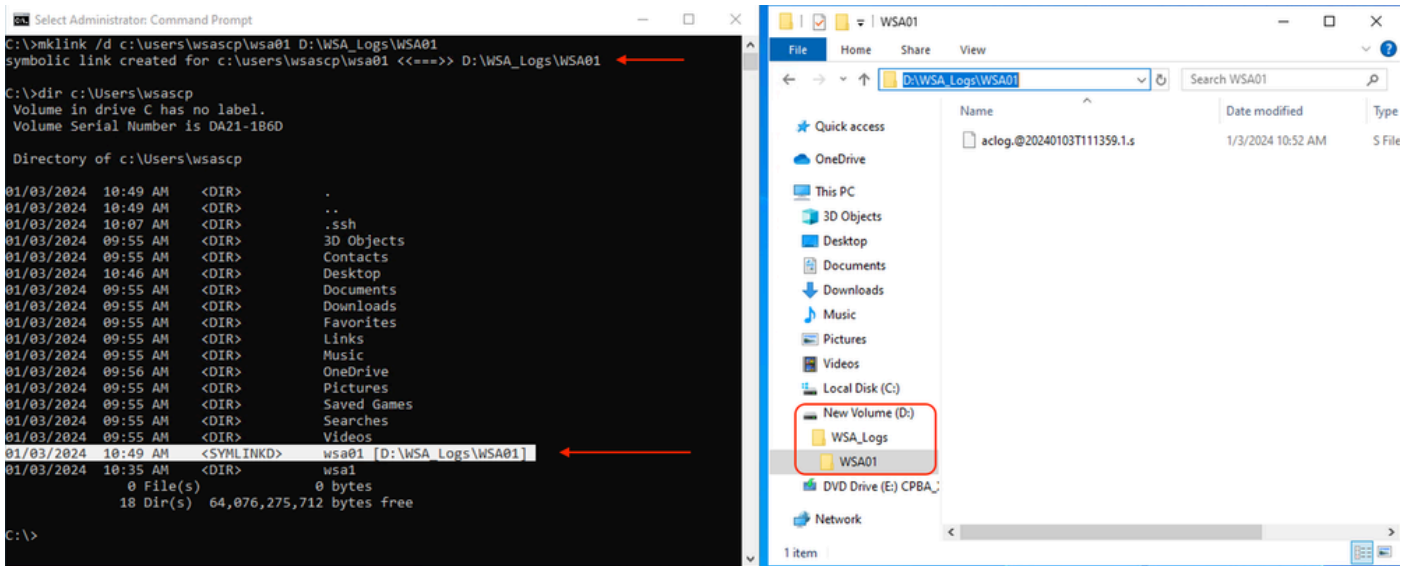 Select Administrator: Command Prompt
C:\>mklink /d c:\users\wsascp\wsa01 D:\WSA_Logs\WSA01
symbolic link created for c:\users\wsascp\wsa01 <<===>> D:\WSA_Logs\WSA01
C:\>dir c:\Users\wsascp
Volume in drive C has no label.
Volume Serial Number is DA21-1B6D
Directory of c:\Users\wsascp
01/03/2024 10:49 AM <DIR> .
01/03/2024 10:49 AM <DIR> ..
01/03/2024 10:07 AM <DIR> .ssh
01/03/2024 09:55 AM <DIR> 3D Objects
01/03/2024 09:55 AM <DIR> Contacts
01/03/2024 10:46 AM <DIR> Desktop
01/03/2024 09:55 AM <DIR> Documents
01/03/2024 09:55 AM <DIR> Downloads
01/03/2024 09:55 AM <DIR> Favorites
01/03/2024 09:55 AM <DIR> Links
01/03/2024 09:55 AM <DIR> Music
01/03/2024 09:56 AM <DIR> OneDrive
01/03/2024 09:55 AM <DIR> Pictures
01/03/2024 09:55 AM <DIR> Saved Games
01/03/2024 09:55 AM <DIR> Searches
01/03/2024 09:55 AM <DIR> Videos
01/03/2024 10:49 AM <SYMLINKD> wsa01 [D:\WSA_Logs\WSA01]
01/03/2024 10:35 AM <DIR> wsa1
0 File(s) 0 bytes
18 Dir(s) 64,076,275,712 bytes free
C:\>
WSA01
File Home Share View
D:\WSA_Logs\WSA01 Search WSA01
Name Date modified Type
aclog.@20240103T111359.1.s 1/3/2024 10:52 AM S File
Quick access
OneDrive
This PC
3D Objects
Desktop
Documents
Downloads
Music
Pictures
Videos
Local Disk (C:)
New Volume (D:)
WSA_Logs
WSA01
DVD Drive (E:) CPBA_
Network
1 item